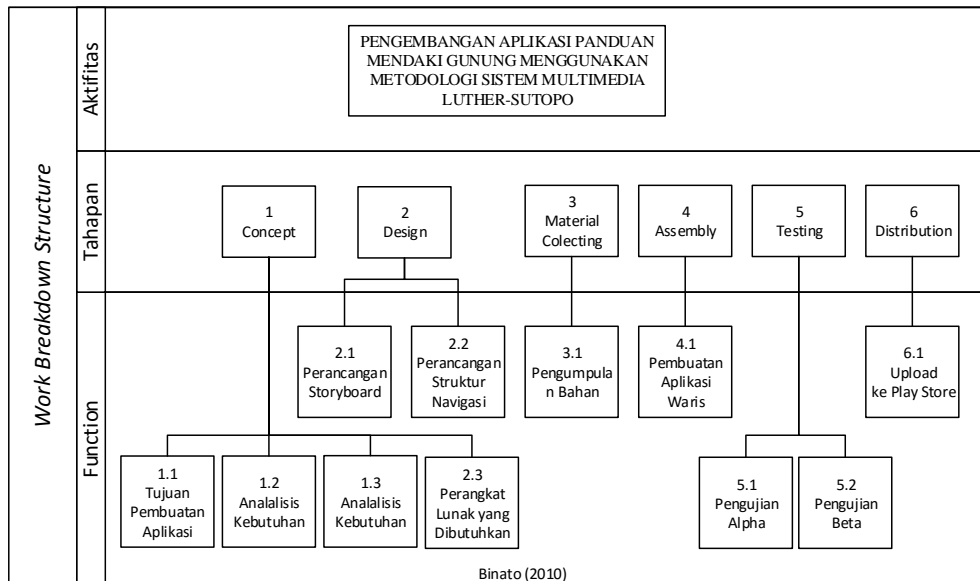 Work Breakdown Structure
Aktifitas
PENGEMBANGAN APLIKASI PANDUAN
MENDAKI GUNUNG MENGGUNAKAN
METODOLOGI SISTEM MULTIMEDIA
LUTHER-SUTOPO
Tahapan
1
Concept
2
Design
3
Material
Colecting
4
Assembly
5
Testing
6
Distribution
Function
2.1
Perancangan
Storyboard
2.2
Perancangan
Struktur
Navigasi
3.1
Pengumpula
n Bahan
4.1
Pembuatan
Aplikasi
Waris
6.1
Upload
ke Play Store
1.1
Tujuan
Pembuatan
Aplikasi
1.2
Analalisis
Kebutuhan
1.3
Analalisis
Kebutuhan
2.3
Perangkat
Lunak yang
Dibutuhkan
5.1
Pengujian
Alpha
5.2
Pengujian
Beta
Binato (2010)